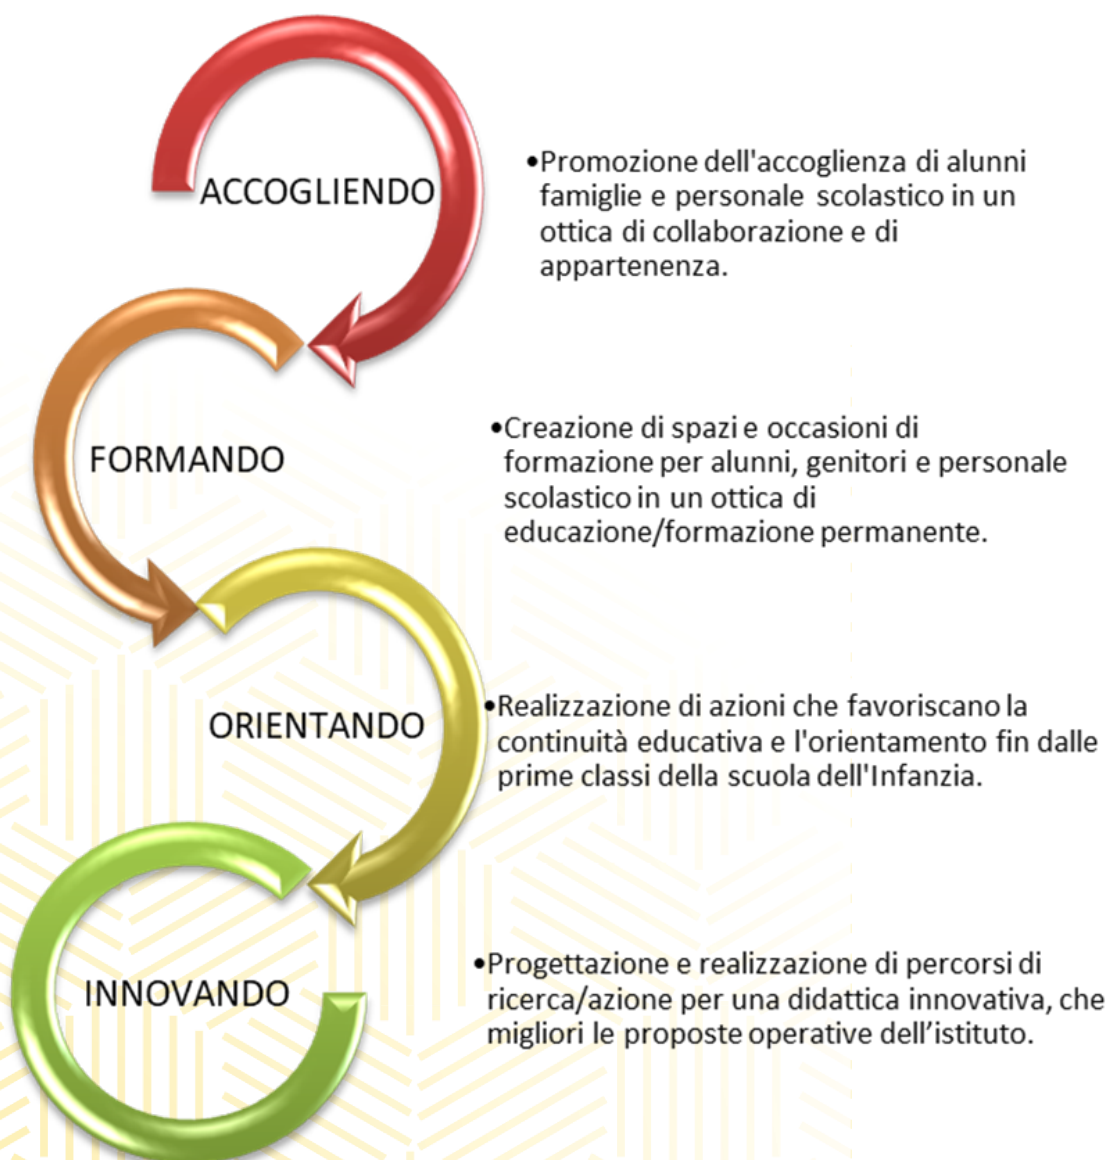 ACCOGLIENDO
•Promozione dell'accoglienza di alunni
famiglie e personale scolastico in un
ottica di collaborazione e di
appartenenza.
FORMANDO
•Creazione di spazi e occasioni di
formazione per alunni, genitori e personale
scolastico in un ottica di
educazione/formazione permanente.
ORIENTANDO
•Realizzazione di azioni che favoriscano la
continuità educativa e l'orientamento fin dalle
prime classi della scuola dell'Infanzia.
INNOVANDO
•Progettazione e realizzazione di percorsi di
ricerca/azione per una didattica innovativa, che
migliori le proposte operative dell’istituto.